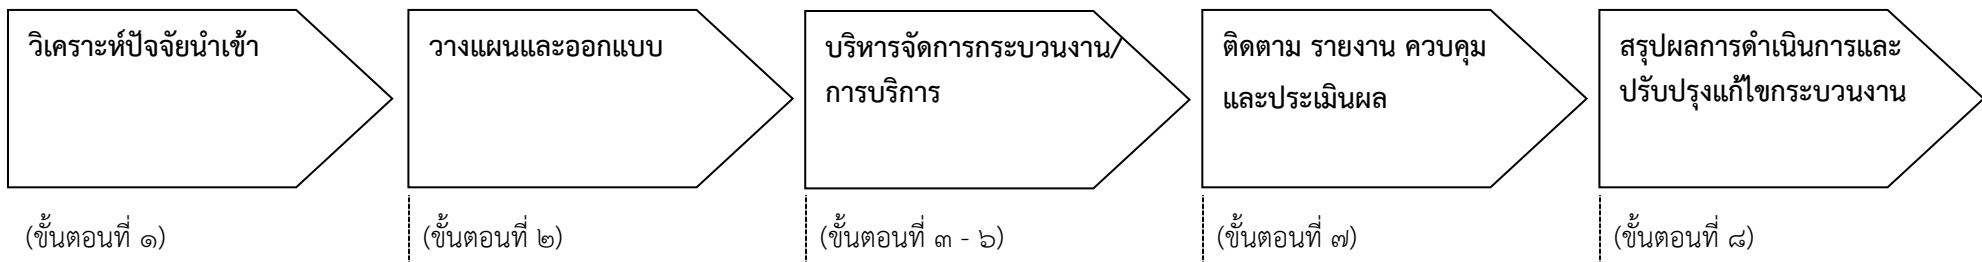 วิเคราะห์ปัจจัยนำเข้า
วางแผนและออกแบบ
บริหารจัดการกระบวนงาน/
การบริการ
ติดตาม รายงาน ควบคุม
และประเมินผล
สรุปผลการดำเนินการและ
ปรับปรุงแก้ไขกระบวนงาน
(ขั้นตอนที่ ๑)
(ขั้นตอนที่ ๒)
(ขั้นตอนที่ ๓ - ๖)
(ขั้นตอนที่ ๗)
(ขั้นตอนที่ ๘)